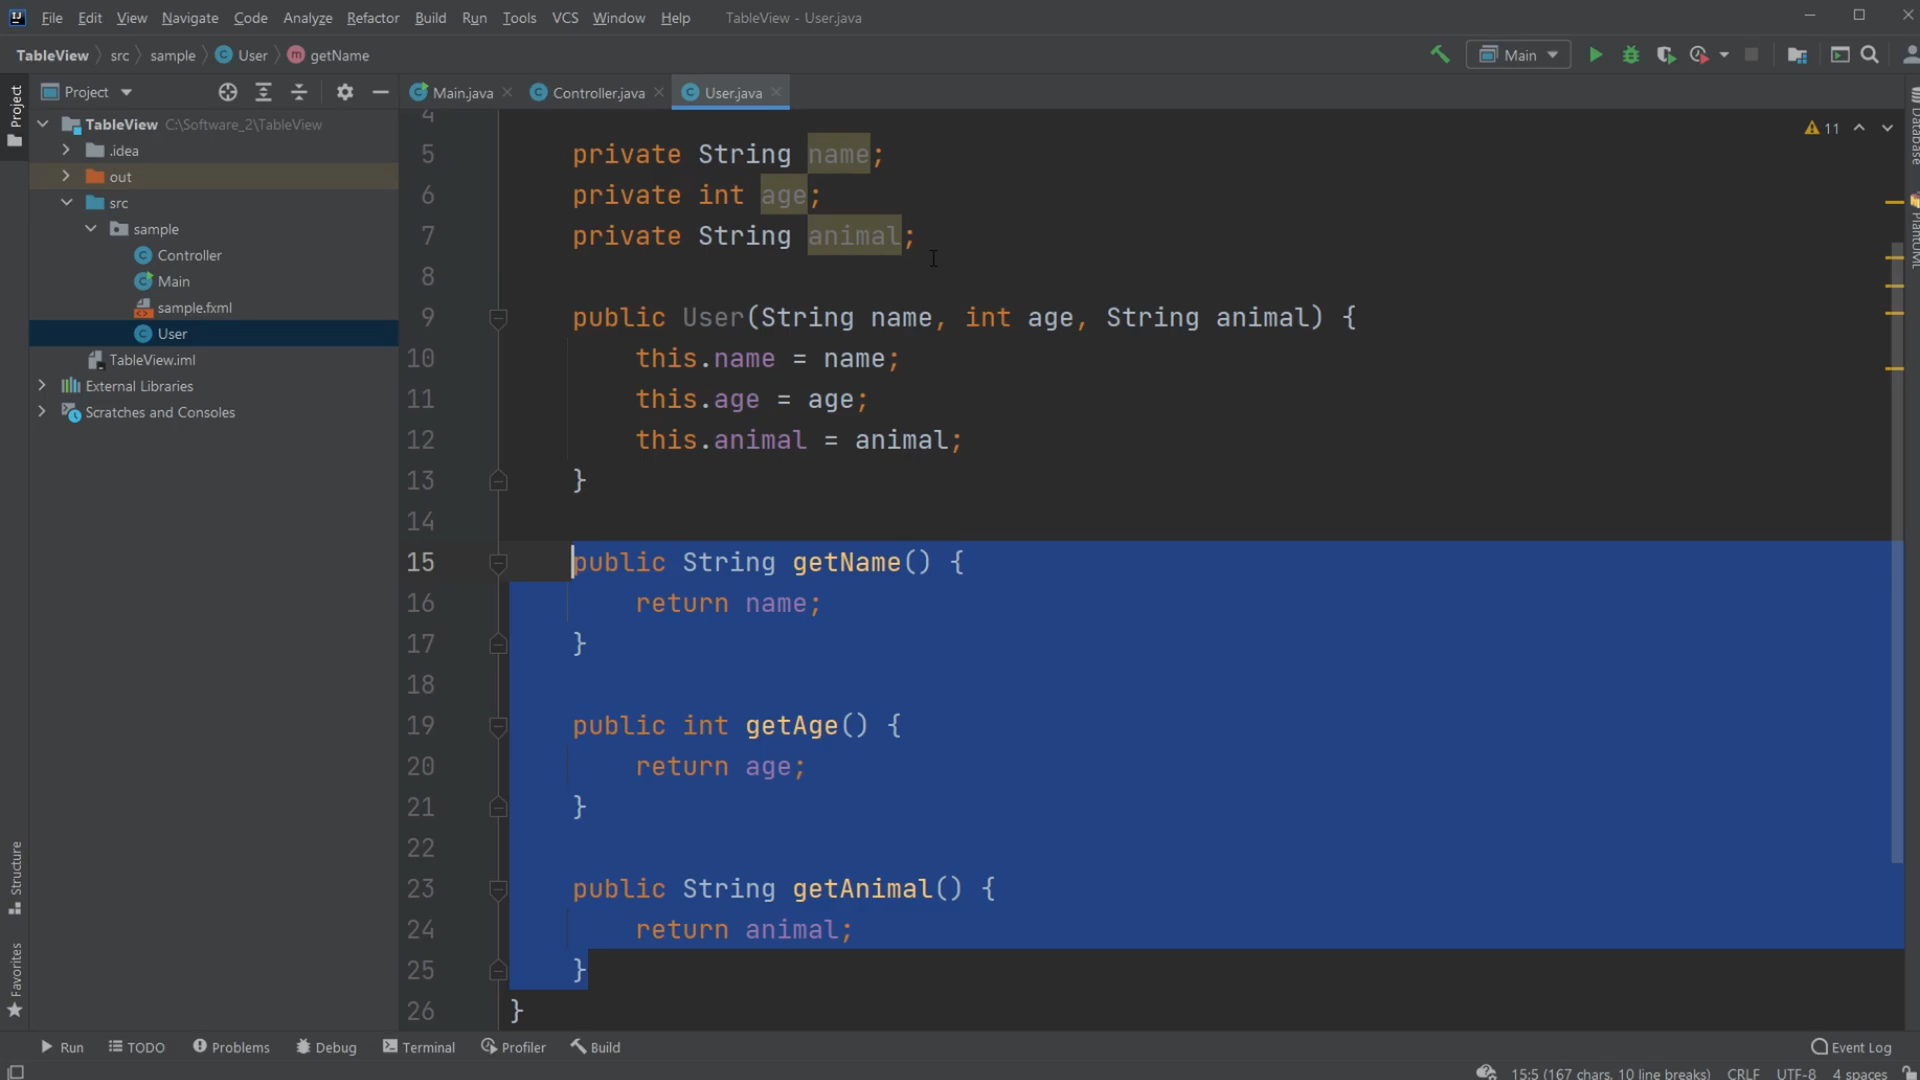 File Edit View Navigate Code Analyze Refactor Build Run Tools VCS Window Help TableView - User.java
TableView src sample User getName Main
Project Main.java Controller.java User.java
Project
TableView C:\Software_2\TableView
.idea
out
src
sample
Controller
Main
sample.fxml
User
TableView.iml
External Libraries
Scratches and Consoles
Structure
Favorites
4
5 private String name;
6 private int age;
7 private String animal;
8
9 public User(String name, int age, String animal) {
10 this.name = name;
11 this.age = age;
12 this.animal = animal;
13 }
14
15 public String getName() {
16 return name;
17 }
18
19 public int getAge() {
20 return age;
21 }
22
23 public String getAnimal() {
24 return animal;
25 }
26 }
11
Database
PlantUML
Run TODO Problems Debug Terminal Profiler Build Event Log
15:5 (167 chars, 10 line breaks) CRLF UTF-8 4 spaces